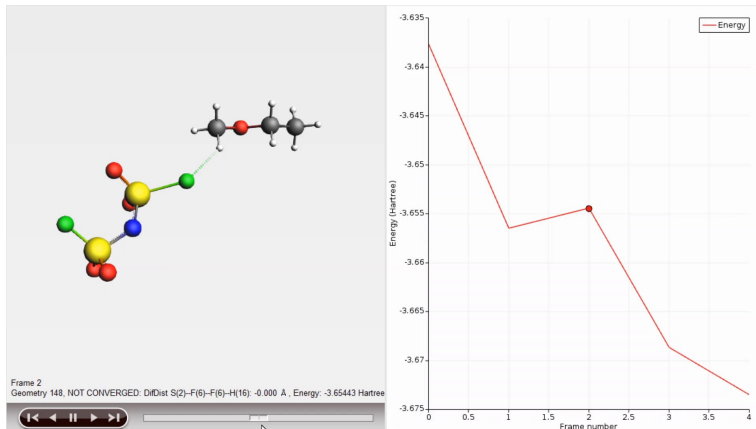 Frame 2
Geometry 148, NOT CONVERGED: DifDist S(2)--F(6)--F(6)--H(16): -0.000 Å , Energy: -3.65443 Hartree
Energy
-3.635
-3.64
-3.645
-3.65
-3.655
-3.66
-3.665
-3.67
-3.675
Energy (Hartree)
0 0.5 1 1.5 2 2.5 3 3.5 4
Frame number